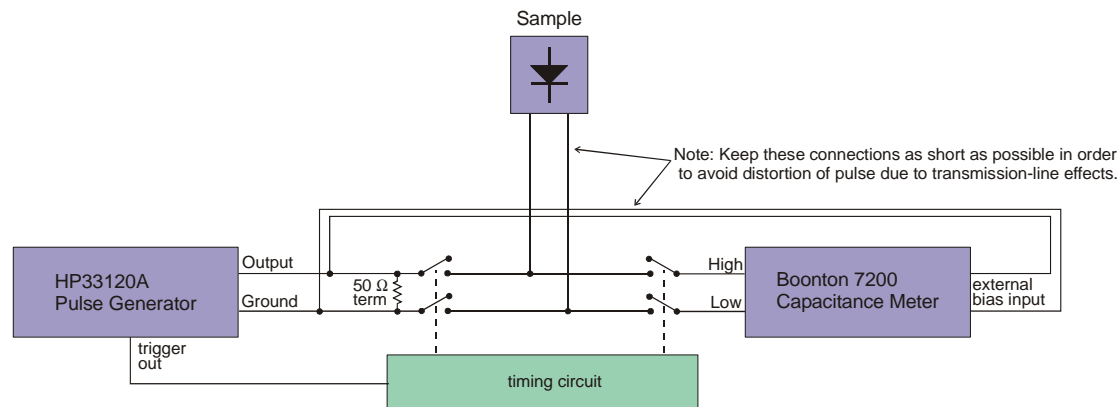 Sample
Note: Keep these connections as short as possible in order
to avoid distortion of pulse due to transmission-line effects.
HP33120A
Pulse Generator
Output
Ground
50 Ω
term
High
Low
Boonton 7200
Capacitance Meter
external
bias input
trigger
out
timing circuit